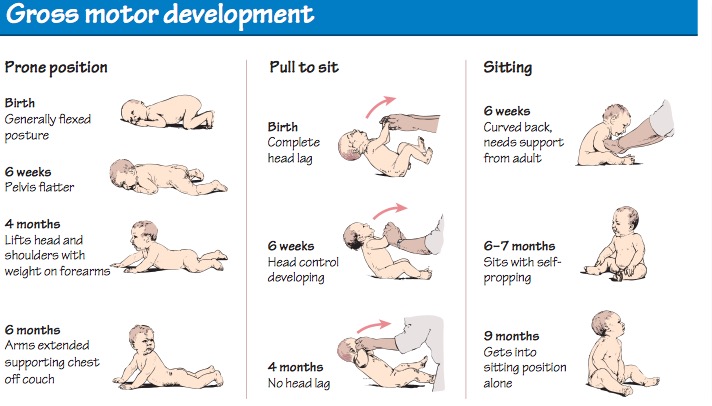 Gross motor development
Prone position
Birth
Generally flexed
posture
6 weeks
Pelvis flatter
4 months
Lifts head and
shoulders with
weight on forearms
6 months
Arms extended
supporting chest
off couch
Pull to sit
Birth
Complete
head lag
6 weeks
Head control
developing
4 months
No head lag
Sitting
6 weeks
Curved back,
needs support
from adult
6–7 months
Sits with self-
propping
9 months
Gets into
sitting position
alone